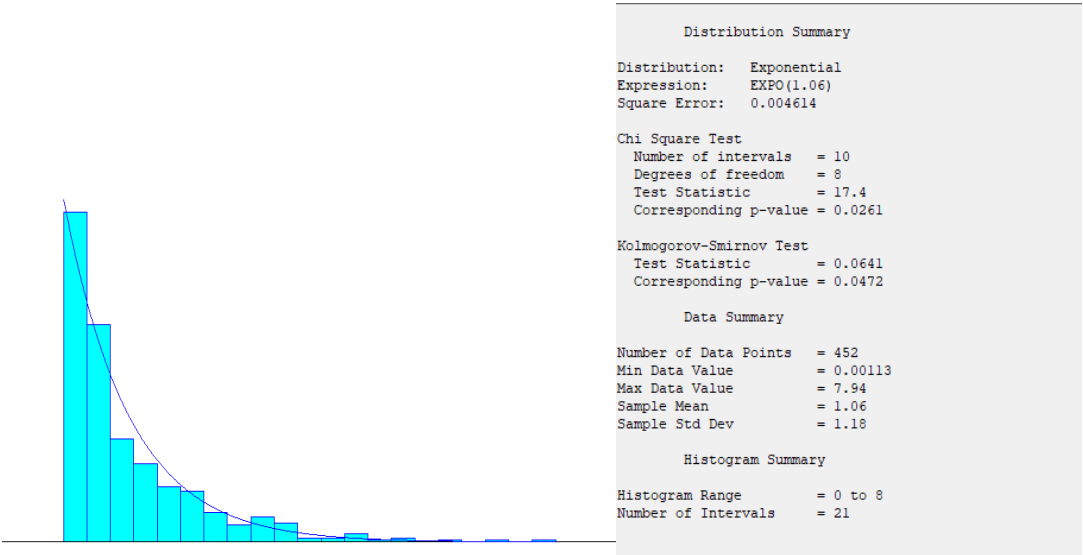 Distribution Summary
Distribution: Exponential
Expression: EXPO(1.06)
Square Error: 0.004614
Chi Square Test
Number of intervals = 10
Degrees of freedom = 8
Test Statistic = 17.4
Corresponding p-value = 0.0261
Kolmogorov-Smirnov Test
Test Statistic = 0.0641
Corresponding p-value = 0.0472
Data Summary
Number of Data Points = 452
Min Data Value = 0.00113
Max Data Value = 7.94
Sample Mean = 1.06
Sample Std Dev = 1.18
Histogram Summary
Histogram Range = 0 to 8
Number of Intervals = 21